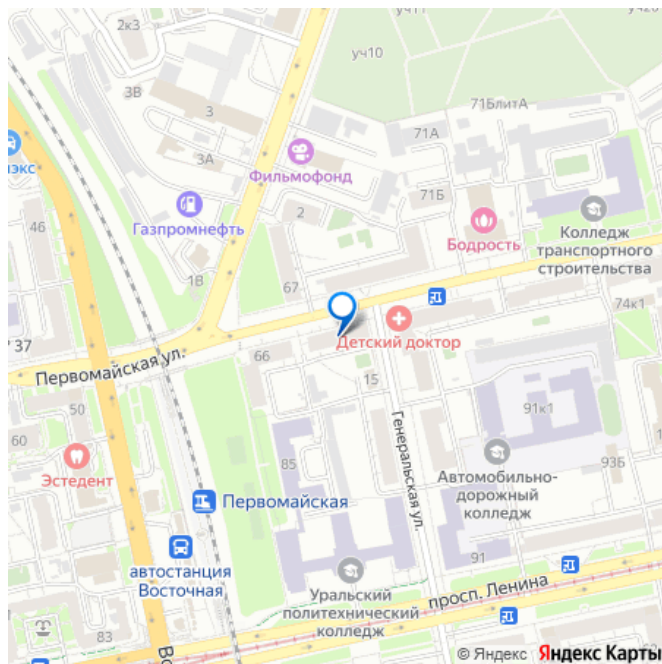 уч11
уч10
2к3
3В
3
3А
71БлитА
71А
71Б
Фильмофонд
Газпромнефть
2
46
1В
67
Бодрость
Колледж
транспортного
строительства
74к1
37
Первомайская ул.
66
Детский доктор
15
50
60
Эстедент
85
Генеральская ул.
91к1
93Б
Автомобильно-
дорожный
колледж
Первомайская
автостанция
Восточная
91
Уральский
политехнический
колледж
просп. Ленина
83
© Яндекс Яндекс Карты